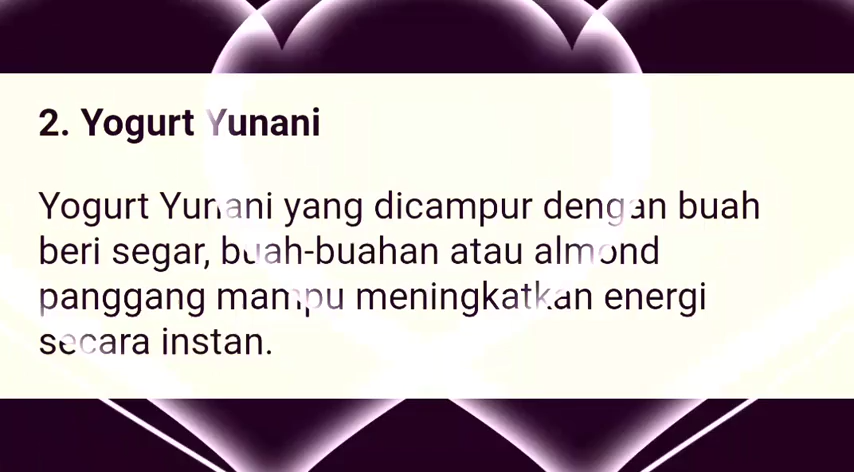 2. Yogurt Yunani
Yogurt Yunani yang dicampur dengan buah
beri segar, buah-buahan atau almond
panggang mampu meningkatkan energi
secara instan.